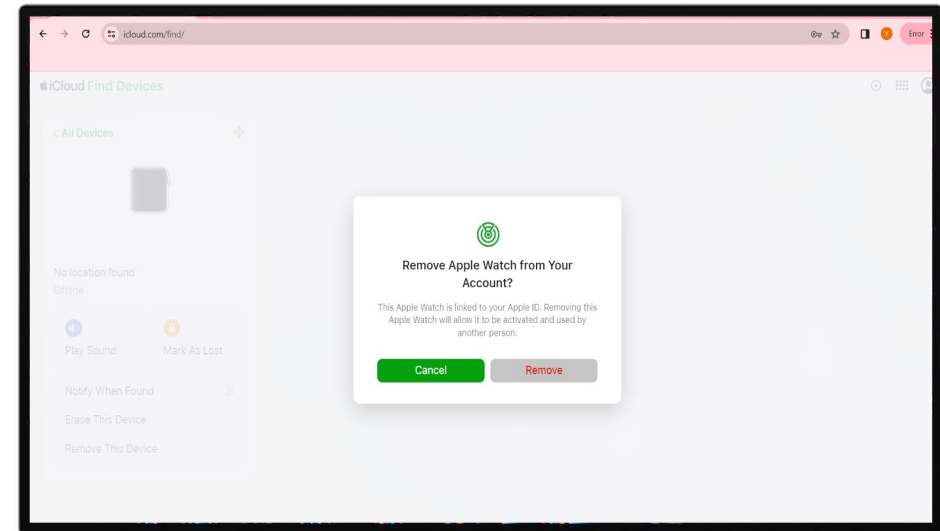 icloud.com/find/
Error
iCloud Find Devices
< All Devices
No location found
Offline
Play Sound
Mark As Lost
Notify When Found
Erase This Device
Remove This Device
Remove Apple Watch from Your
Account?
This Apple Watch is linked to your Apple ID. Removing this
Apple Watch will allow it to be activated and used by
another person.
Cancel
Remove